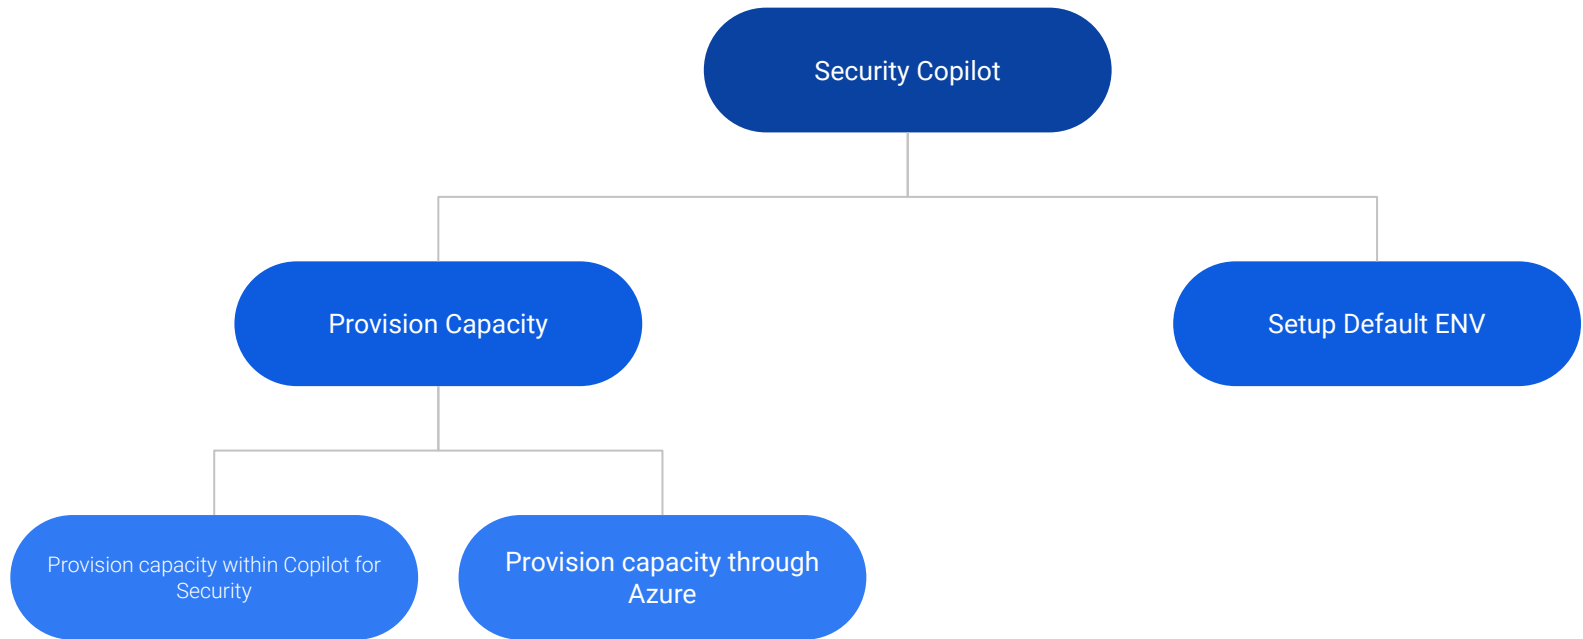 Security Copilot
Provision Capacity
Setup Default ENV
Provision capacity within Copilot for
Security
Provision capacity through
Azure